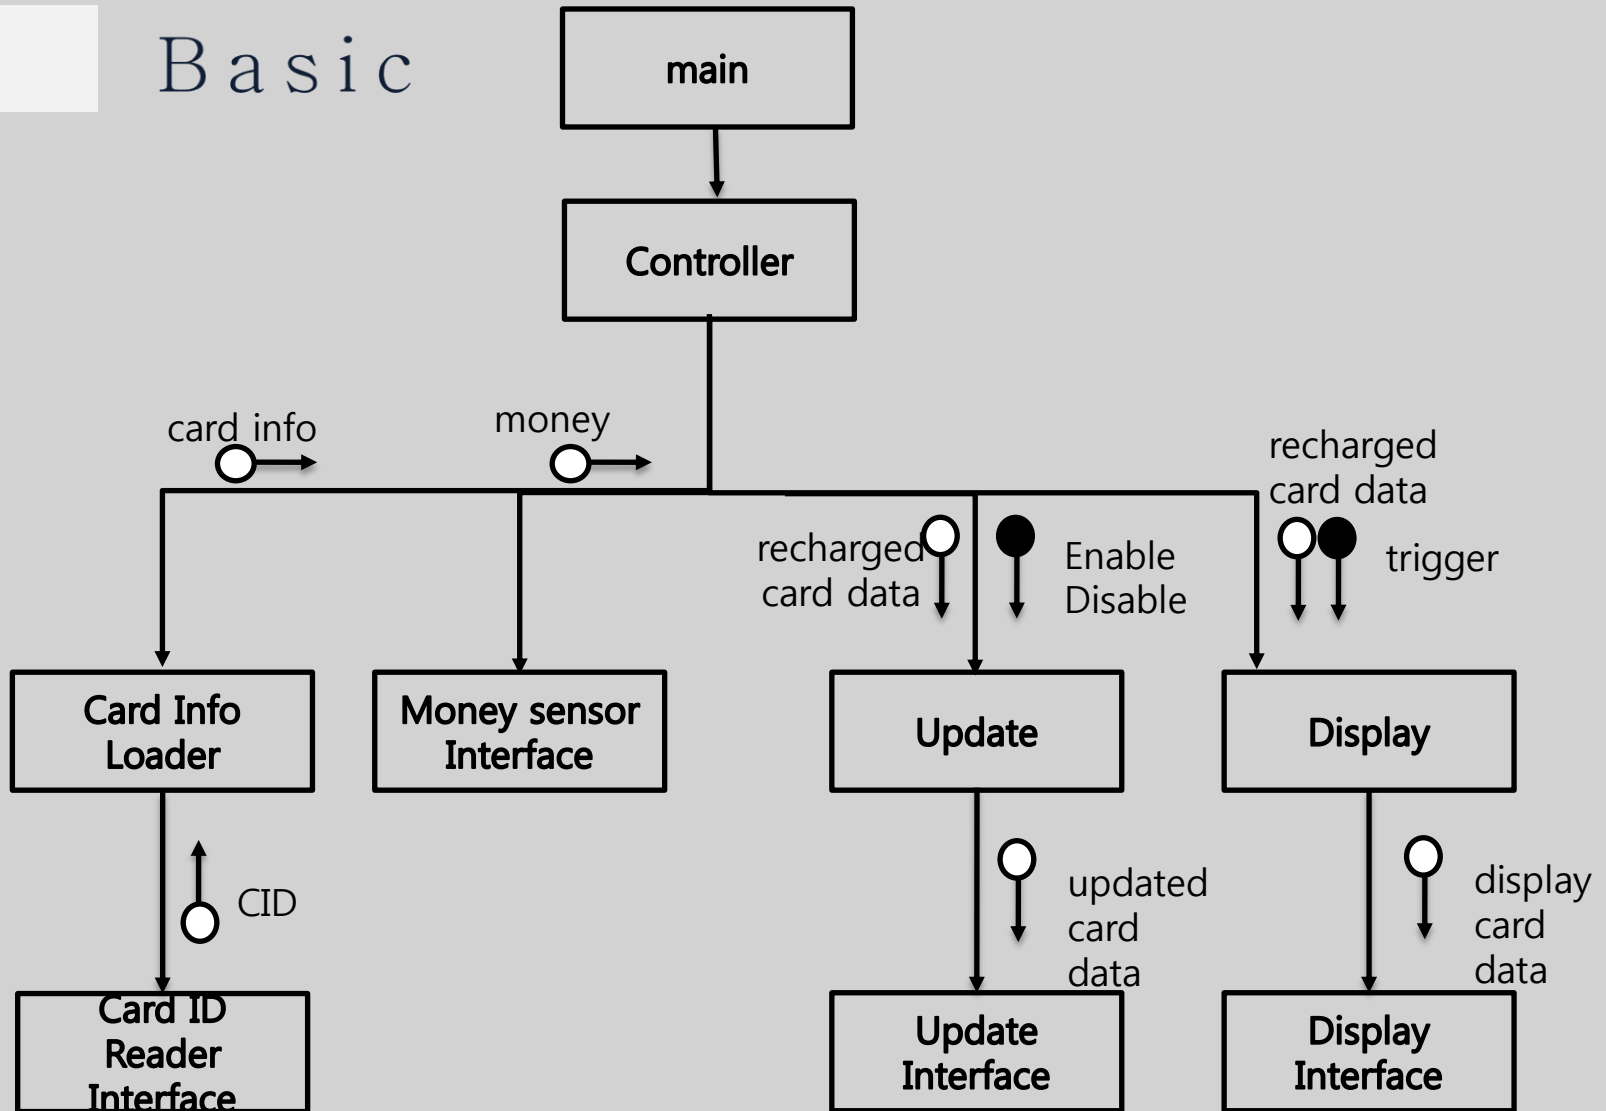 Basic
main
Controller
card info
money
recharged
card data
recharged
card data
Enable
Disable
trigger
Card Info
Loader
Money sensor
Interface
Update
Display
CID
updated
card
data
display
card
data
Card ID
Reader
Interface
Update
Interface
Display
Interface